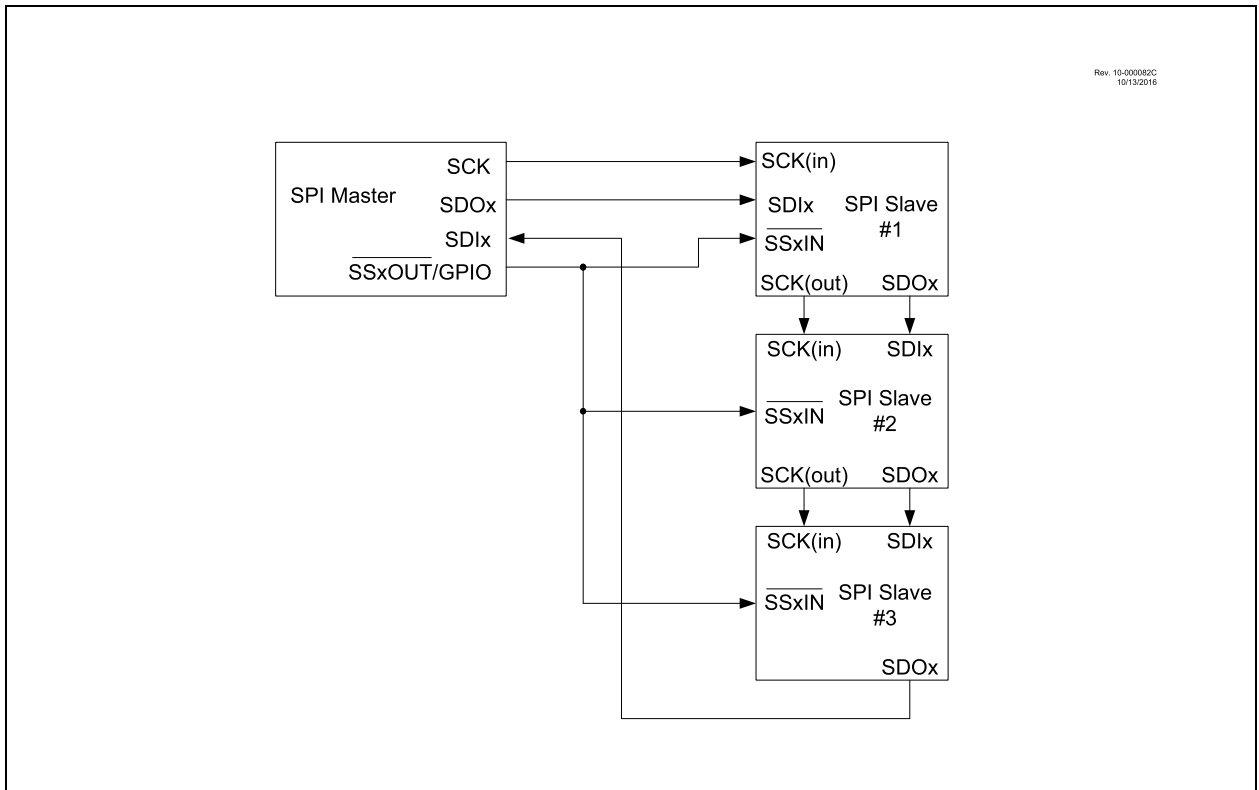 Rev. 10-000082C
10/13/2016
SPI Master
SCK
SDOx
SDIx
SSxOUT/GPIO
SCK(in)
SDIx
SPI Slave
#1
SSxIN
SCK(out)
SDOx
SCK(in)
SDIx
SPI Slave
#2
SSxIN
SCK(out)
SDOx
SCK(in)
SDIx
SPI Slave
#3
SSxIN
SDOx